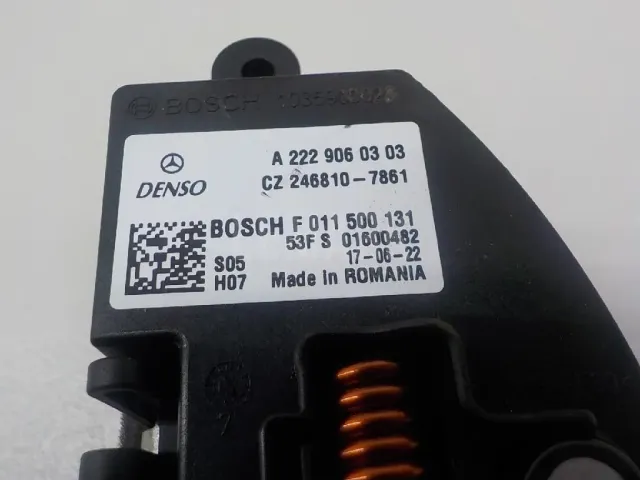 BOSCH
A 222 906 03 03
DENSO
CZ 246810-7861
BOSCH F 011 500 131
53F S 01600482
17-06-22
S05
H07
Made in ROMANIA